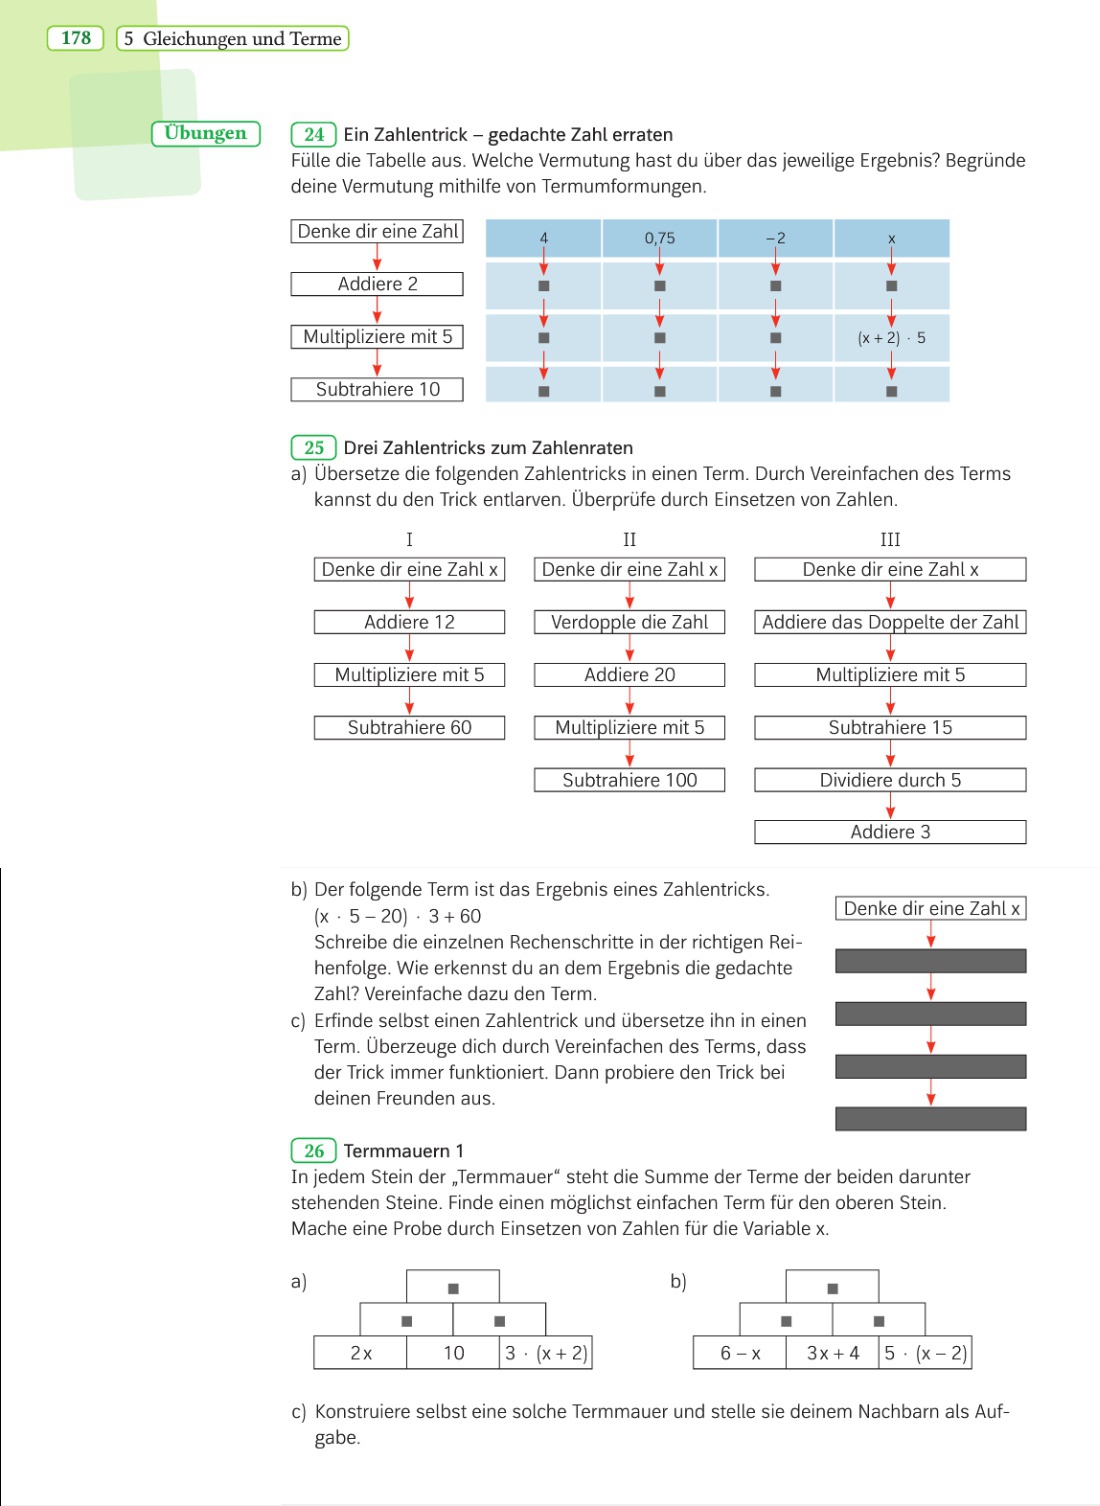 178 5 Gleichungen und Terme
Übungen
24 Ein Zahlentrick – gedachte Zahl erraten
Fülle die Tabelle aus. Welche Vermutung hast du über das jeweilige Ergebnis? Begründe
deine Vermutung mithilfe von Termumformungen.
Denke dir eine Zahl
4 0,75 –2 x
Addiere 2
■ ■ ■ ■
Multipliziere mit 5
■ ■ ■ (x + 2) · 5
Subtrahiere 10
■ ■ ■ ■
25 Drei Zahlentricks zum Zahlenraten
a) Übersetze die folgenden Zahlentricks in einen Term. Durch Vereinfachen des Terms
kannst du den Trick entlarven. Überprüfe durch Einsetzen von Zahlen.
I
Denke dir eine Zahl x
Addiere 12
Multipliziere mit 5
Subtrahiere 60
II
Denke dir eine Zahl x
Verdopple die Zahl
Addiere 20
Multipliziere mit 5
Subtrahiere 100
III
Denke dir eine Zahl x
Addiere das Doppelte der Zahl
Multipliziere mit 5
Subtrahiere 15
Dividiere durch 5
Addiere 3
b) Der folgende Term ist das Ergebnis eines Zahlentricks.
(x · 5 – 20) · 3 + 60
Schreibe die einzelnen Rechenschritte in der richtigen Rei-
henfolge. Wie erkennst du an dem Ergebnis die gedachte
Zahl? Vereinfache dazu den Term.
c) Erfinde selbst einen Zahlentrick und übersetze ihn in einen
Term. Überzeuge dich durch Vereinfachen des Terms, dass
der Trick immer funktioniert. Dann probiere den Trick bei
deinen Freunden aus.
Denke dir eine Zahl x
26 Termmauern 1
In jedem Stein der „Termmauer“ steht die Summe der Terme der beiden darunter
stehenden Steine. Finde einen möglichst einfachen Term für den oberen Stein.
Mache eine Probe durch Einsetzen von Zahlen für die Variable x.
a)
■
■ ■
2x 10 3 · (x + 2)
b)
■
■ ■
6 – x 3x + 4 5 · (x – 2)
c) Konstruiere selbst eine solche Termmauer und stelle sie deinem Nachbarn als Auf-
gabe.